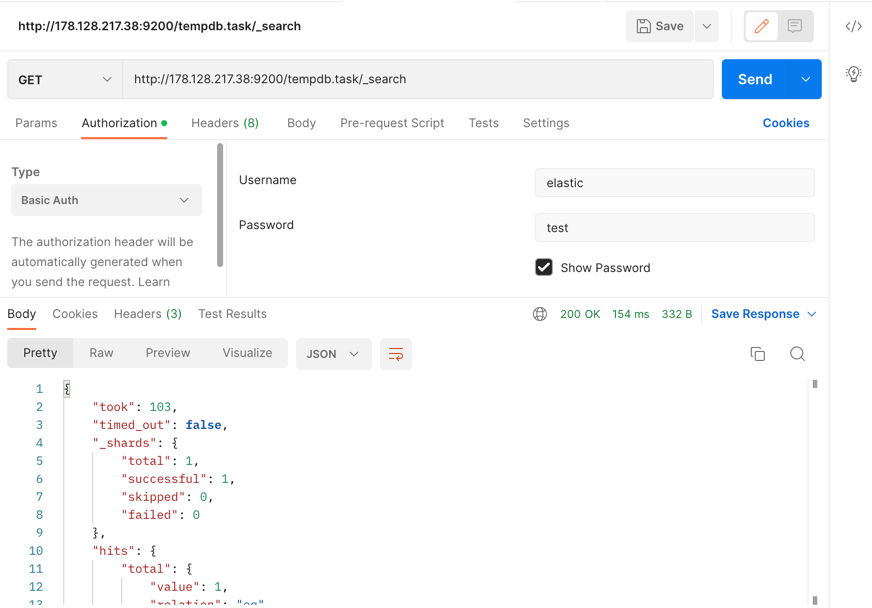 http://178.128.217.38:9200/tempdb.task/_search
Save
GET
http://178.128.217.38:9200/tempdb.task/_search
Send
Params
Authorization
Headers (8)
Body
Pre-request Script
Tests
Settings
Cookies
Type
Basic Auth
The authorization header will be
automatically generated when
you send the request. Learn
Username
elastic
Password
test
Show Password
Body
Cookies
Headers (3)
Test Results
200 OK
154 ms
332 B
Save Response
Pretty
Raw
Preview
Visualize
JSON
1 {
2 "took": 103,
3 "timed_out": false,
4 "_shards": {
5 "total": 1,
6 "successful": 1,
7 "skipped": 0,
8 "failed": 0
9 },
10 "hits": {
11 "total": {
12 "value": 1,
13 "relation": "eq"